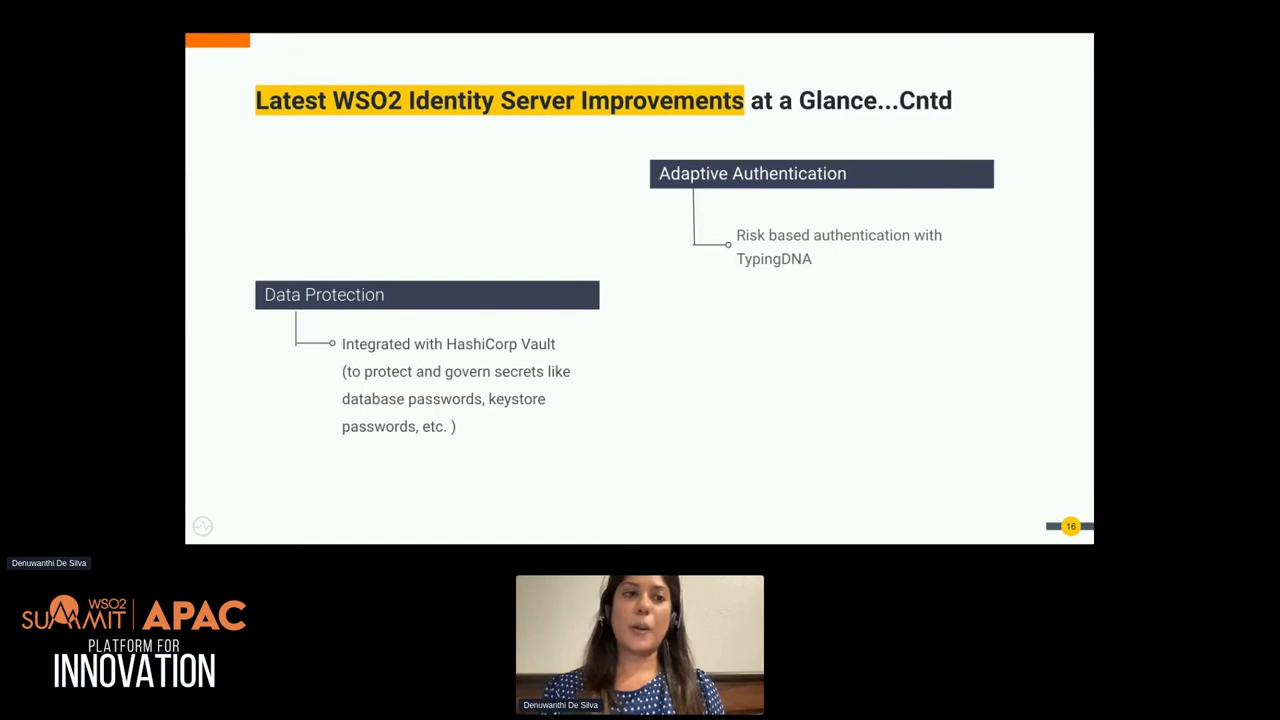 Latest WSO2 Identity Server Improvements at a Glance...Cntd
Adaptive Authentication
Risk based authentication with
TypingDNA
Data Protection
Integrated with HashiCorp Vault
(to protect and govern secrets like
database passwords, keystore
passwords, etc. )
16
Denuwanthi De Silva
WSO2
SUMMIT APAC
PLATFORM FOR
INNOVATION
Denuwanthi De Silva